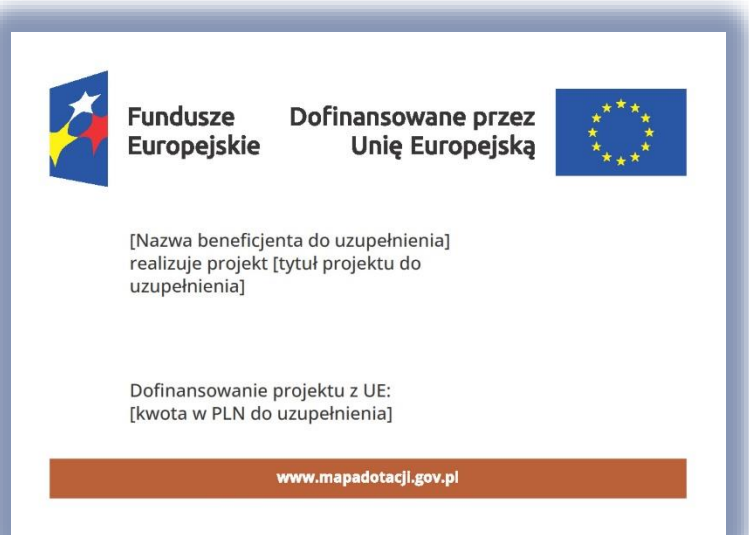 Fundusze
Europejskie
Dofinansowane przez
Unię Europejską
[Nazwa beneficjenta do uzupełnienia]
realizuje projekt [tytuł projektu do
uzupełnienia]
Dofinansowanie projektu z UE:
[kwota w PLN do uzupełnienia]
www.mapadotacji.gov.pl